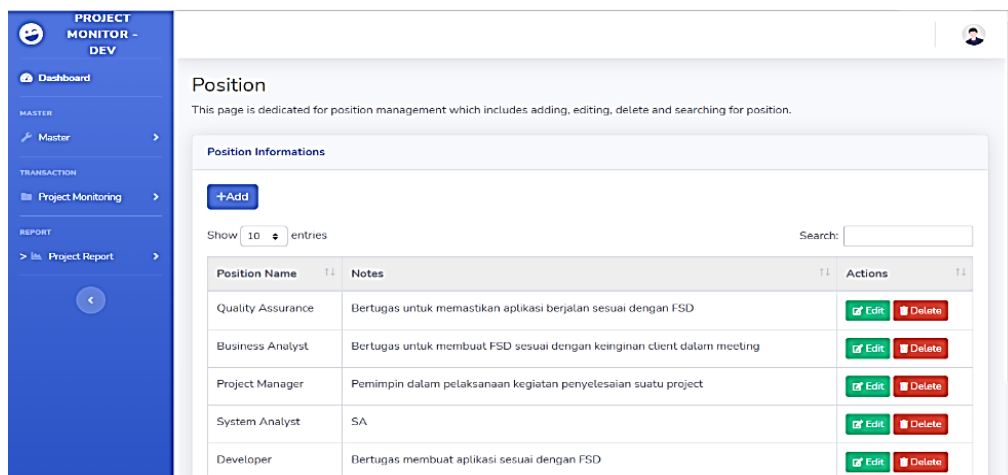 PROJECT
MONITOR -
DEV
Dashboard
MASTER
Master
TRANSACTION
Project Monitoring
REPORT
> Project Report
Position
This page is dedicated for position management which includes adding, editing, delete and searching for position.
Position Informations
+Add
Show 10 entries
Search:
Position Name Notes Actions
Quality Assurance Bertugas untuk memastikan aplikasi berjalan sesuai dengan FSD Edit Delete
Business Analyst Bertugas untuk membuat FSD sesuai dengan keinginan client dalam meeting Edit Delete
Project Manager Pemimpin dalam pelaksanaan kegiatan penyelesaian suatu project Edit Delete
System Analyst SA Edit Delete
Developer Bertugas membuat aplikasi sesuai dengan FSD Edit Delete